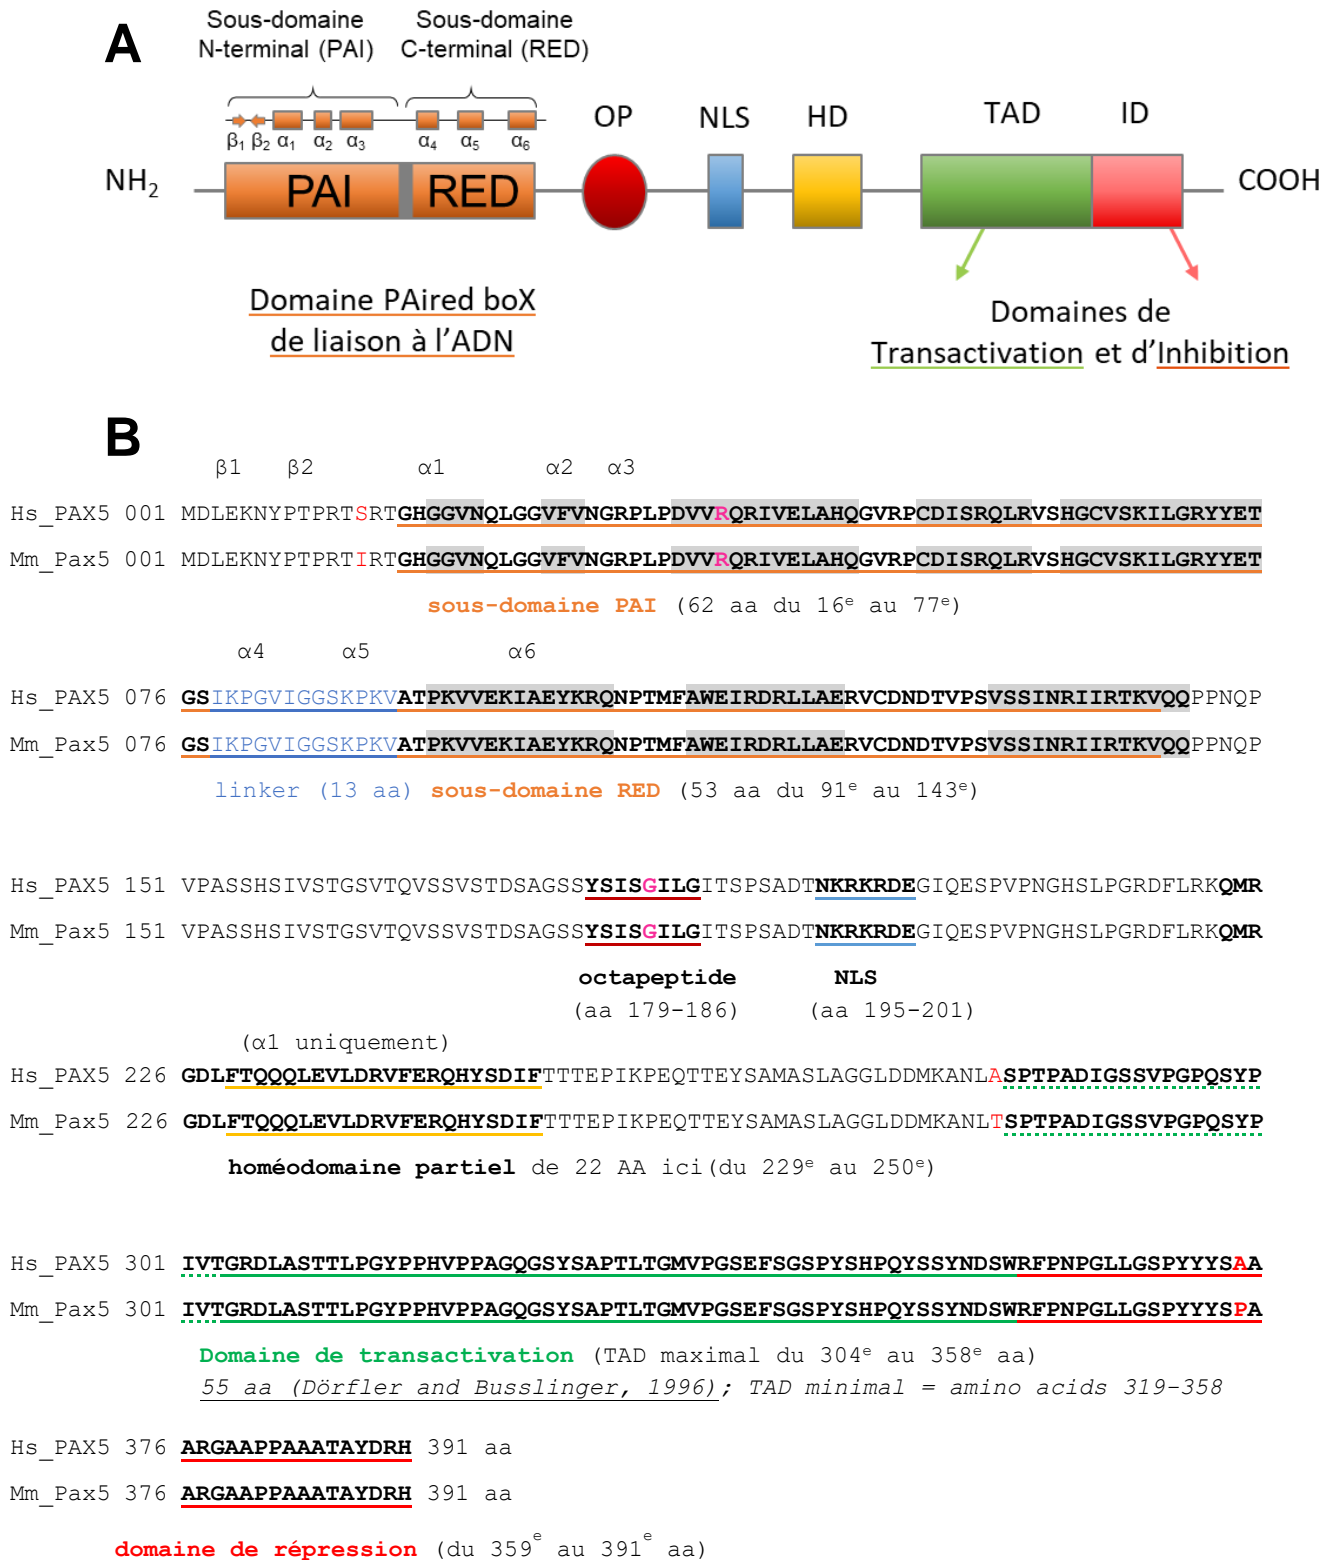 A
Sous-domaine
N-terminal (PAI)
Sous-domaine
C-terminal (RED)
β1 β2 α1 α2 α3 α4 α5 α6
OP NLS HD TAD ID
NH2 PAI RED COOH
Domaine PAired boX
de liaison à l'ADN
Domaines de
Transactivation et d'Inhibition
B
β1 β2 α1 α2 α3
Hs_PAX5 001 MDLEKNYPTPRTSRTGHGGVNQLGGVFVNGRPLPDVVRQRIVELAHQGVRPCDISRQLRVSHGCVSKILGRYYET
Mm_Pax5 001 MDLEKNYPTPRTIRTGHGGVNQLGGVFVNGRPLPDVVRQRIVELAHQGVRPCDISRQLRVSHGCVSKILGRYYET
sous-domaine PAI (62 aa du 16e au 77e)
α4 α5 α6
Hs_PAX5 076 GSIKPGVIGGSKPKVATPKVVEKIAEYKRQNPTMFAWEIRDRLLAERVCDNDTVPSVSSINRIIRTKVQQPPNQP
Mm_Pax5 076 GSIKPGVIGGSKPKVATPKVVEKIAEYKRQNPTMFAWEIRDRLLAERVCDNDTVPSVSSINRIIRTKVQQPPNQP
linker (13 aa) sous-domaine RED (53 aa du 91e au 143e)
Hs_PAX5 151 VPASSHSIVSTGSVTQVSSVSTDSAGSSYSISGILGITSPSADTNKRKRDEGIQESPVPNGHSLPGRDFLRKQMR
Mm_Pax5 151 VPASSHSIVSTGSVTQVSSVSTDSAGSSYSISGILGITSPSADTNKRKRDEGIQESPVPNGHSLPGRDFLRKQMR
octapeptide NLS
(aa 179-186) (aa 195-201)
(α1 uniquement)
Hs_PAX5 226 GDLFTQQQLEVLDRVFERQHYSDIFTTTEPIKPEQTTEYSAMASLAGGLDDMKANLASPTPADIGSSVPGPQSYP
Mm_Pax5 226 GDLFTQQQLEVLDRVFERQHYSDIFTTTEPIKPEQTTEYSAMASLAGGLDDMKANLTSPTPADIGSSVPGPQSYP
homéodomaine partiel de 22 AA ici(du 229e au 250e)
Hs_PAX5 301 IVTGRDLASTTLPGYPPHVPPAGQGSYSAPTLTGMVPGSEFSGSPYSHPQYSSYNDSWRFPNPGLLGSPYYYSAA
Mm_Pax5 301 IVTGRDLASTTLPGYPPHVPPAGQGSYSAPTLTGMVPGSEFSGSPYSHPQYSSYNDSWRFPNPGLLGSPYYYSPA
Domaine de transactivation (TAD maximal du 304e au 358e aa)
55 aa (Dörfler and Busslinger, 1996); TAD minimal = amino acids 319-358
Hs_PAX5 376 ARGAAPPAAATAYDRH 391 aa
Mm_Pax5 376 ARGAAPPAAATAYDRH 391 aa
domaine de répression (du 359e au 391e aa)